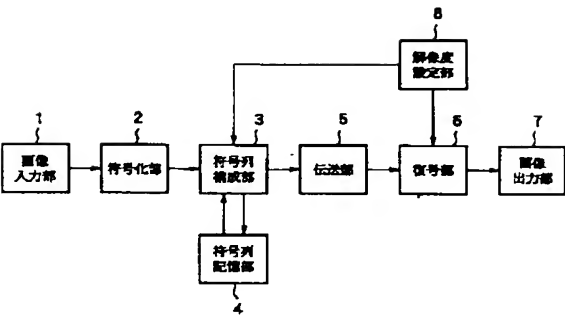 8
解像度
設定部
1
2
3
5
6
7
画像
入力部
符号化部
符号列
構成部
伝送部
復号部
画像
出力部
符号列
記憶部
4